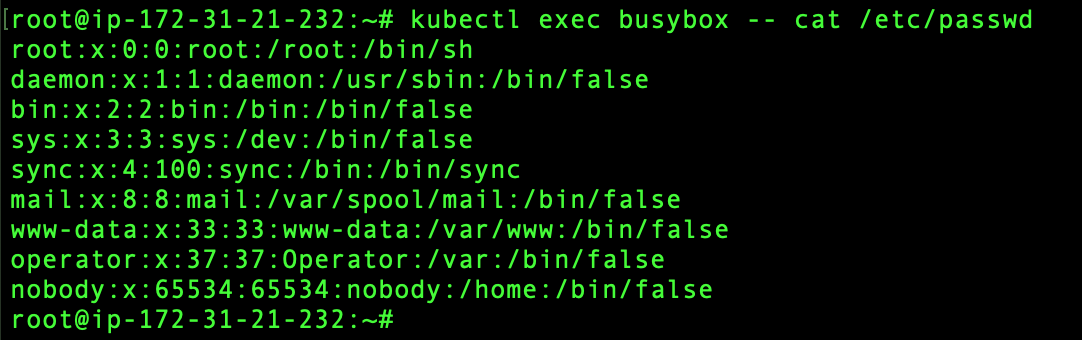 [root@ip-172-31-21-232:~# kubectl exec busybox -- cat /etc/passwd
root:x:0:0:root:/root:/bin/sh
daemon:x:1:1:daemon:/usr/sbin:/bin/false
bin:x:2:2:bin:/bin:/bin/false
sys:x:3:3:sys:/dev:/bin/false
sync:x:4:100:sync:/bin:/bin/sync
mail:x:8:8:mail:/var/spool/mail:/bin/false
www-data:x:33:33:www-data:/var/www:/bin/false
operator:x:37:37:Operator:/var:/bin/false
nobody:x:65534:65534:nobody:/home:/bin/false
root@ip-172-31-21-232:~#